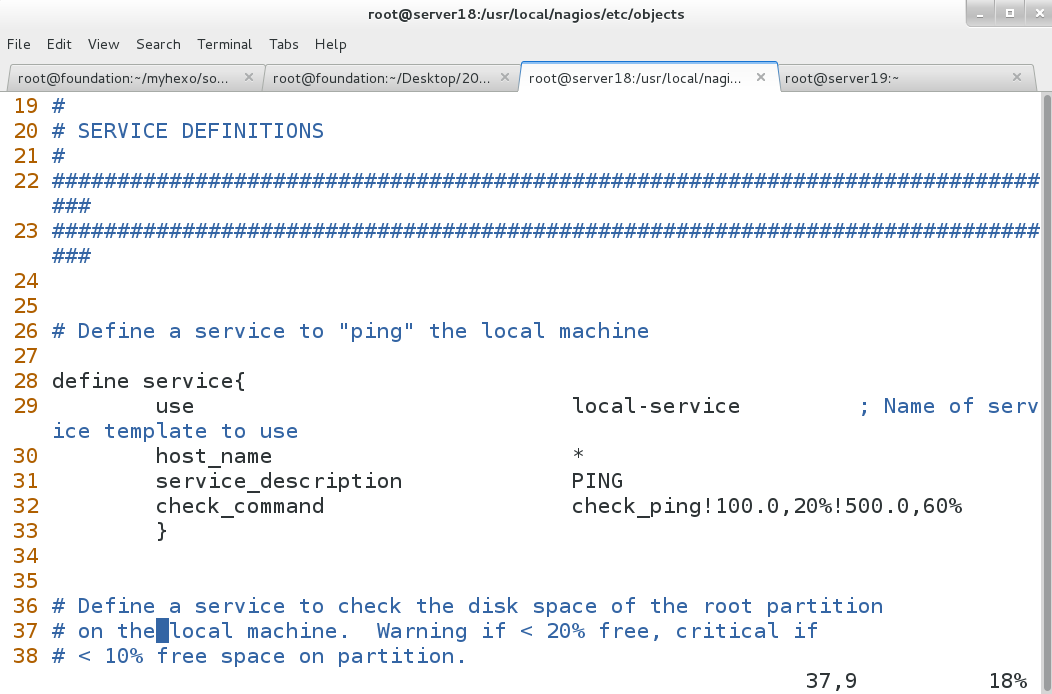 root@server18:/usr/local/nagios/etc/objects
File Edit View Search Terminal Tabs Help
root@foundation:~/myhexo/so... × root@foundation:~/Desktop/20... × root@server18:/usr/local/nagi... × root@server19:~ ×
19 #
20 # SERVICE DEFINITIONS
21 #
22 ############################################################################
###
23 ############################################################################
###
24
25
26 # Define a service to "ping" the local machine
27
28 define service{
29         use                             local-service         ; Name of serv
ice template to use
30         host_name                       *
31         service_description             PING
32         check_command                   check_ping!100.0,20%!500.0,60%
33         }
34
35
36 # Define a service to check the disk space of the root partition
37 # on the local machine.  Warning if < 20% free, critical if
38 # < 10% free space on partition.
37,9          18%